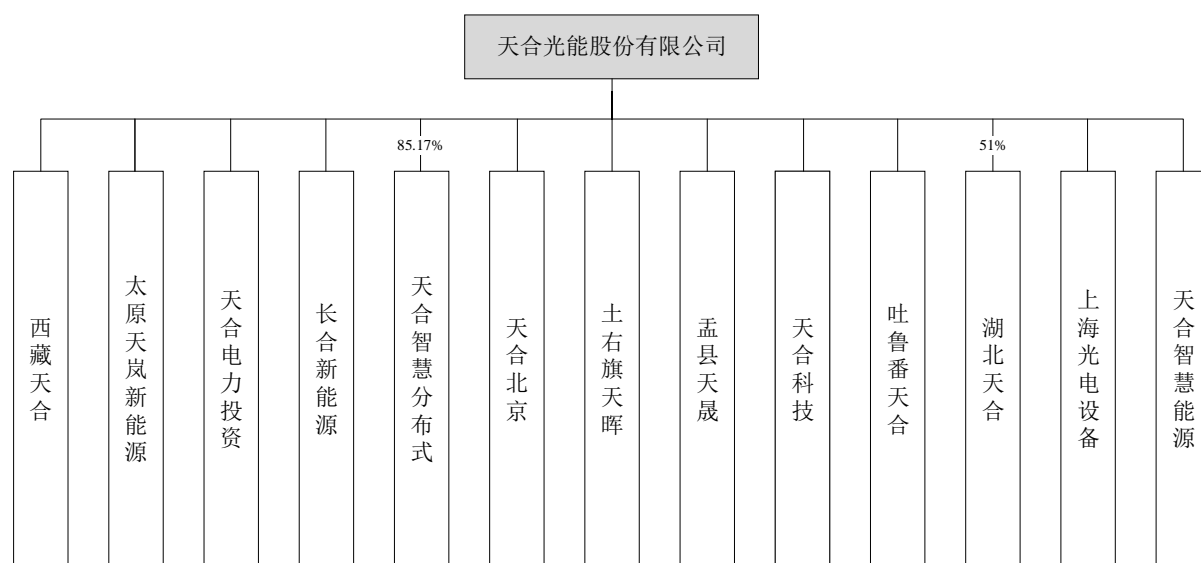 天合光能股份有限公司
85.17%
51%
西藏天合
太原天岚新能源
天合电力投资
长合新能源
天合智慧分布式
天合北京
土右旗天晖
盂县天晟
天合科技
吐鲁番天合
湖北天合
上海光电设备
天合智慧能源